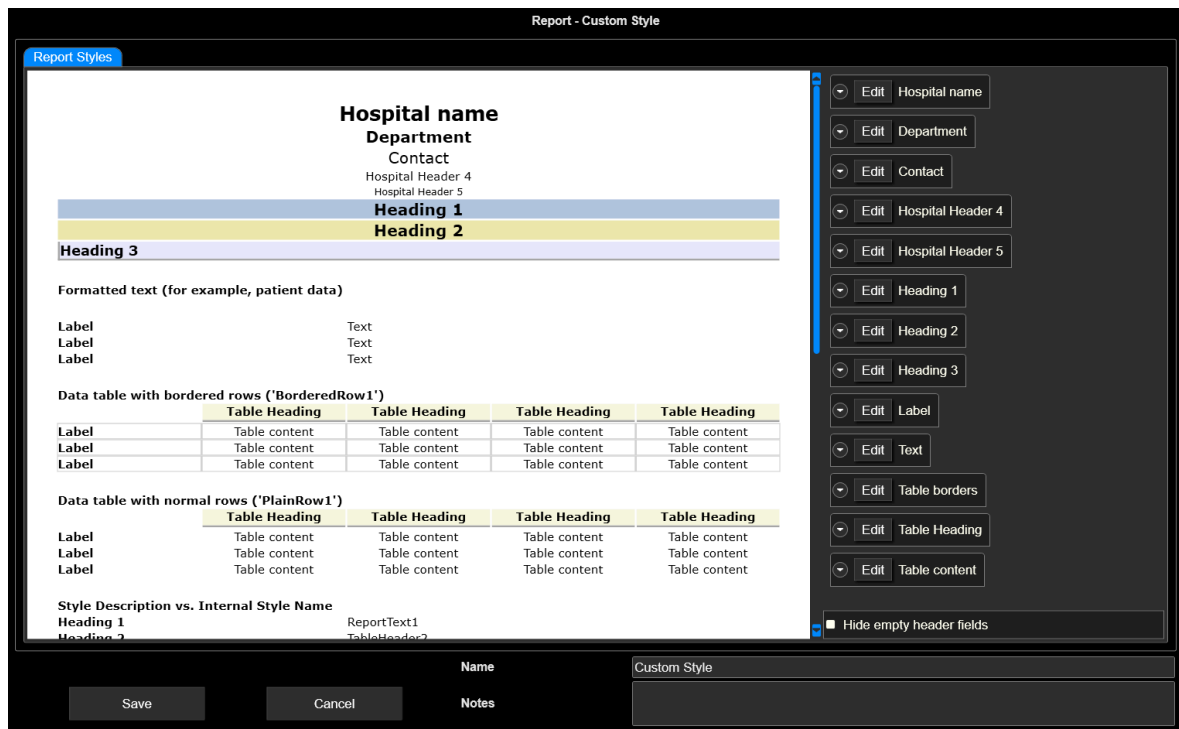 Report - Custom Style
Report Styles
Hospital name
Department
Contact
Hospital Header 4
Hospital Header 5
Heading 1
Heading 2
Heading 3
Formatted text (for example, patient data)
Label Text
Label Text
Label Text
Data table with bordered rows ('BorderedRow1')
Table Heading Table Heading Table Heading Table Heading
Label Table content Table content Table content Table content
Label Table content Table content Table content Table content
Label Table content Table content Table content Table content
Data table with normal rows ('PlainRow1')
Table Heading Table Heading Table Heading Table Heading
Label Table content Table content Table content Table content
Label Table content Table content Table content Table content
Label Table content Table content Table content Table content
Style Description vs. Internal Style Name
Heading 1 ReportText1
Heading 2 TableHeader2
Edit Hospital name
Edit Department
Edit Contact
Edit Hospital Header 4
Edit Hospital Header 5
Edit Heading 1
Edit Heading 2
Edit Heading 3
Edit Label
Edit Text
Edit Table borders
Edit Table Heading
Edit Table content
Hide empty header fields
Name Custom Style
Save Cancel Notes